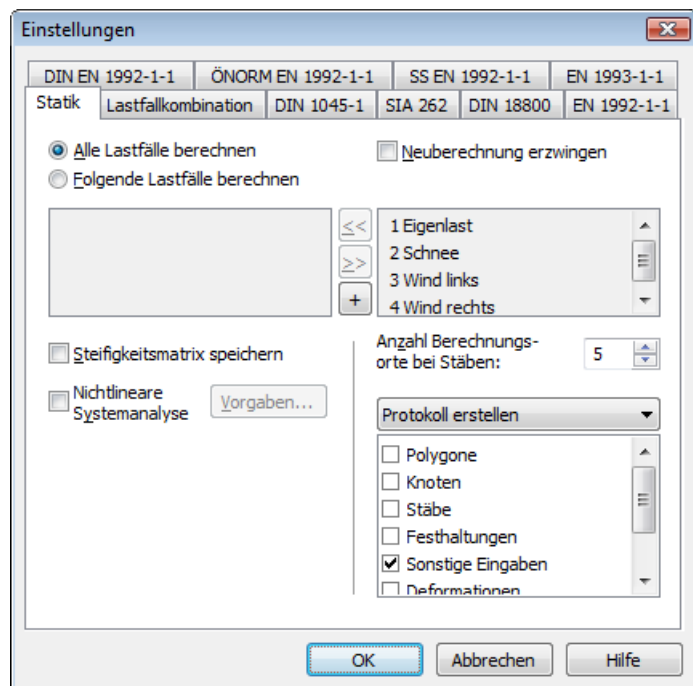 Einstellungen
DIN EN 1992-1-1 ÖNORM EN 1992-1-1 SS EN 1992-1-1 EN 1993-1-1
Statik Lastfallkombination DIN 1045-1 SIA 262 DIN 18800 EN 1992-1-1
Alle Lastfälle berechnen
Neuberechnung erzwingen
Folgende Lastfälle berechnen
<<
>>
+
1 Eigenlast
2 Schnee
3 Wind links
4 Wind rechts
Steifigkeitsmatrix speichern
Nichtlineare
Systemanalyse
Vorgaben...
Anzahl Berechnungs-
orte bei Stäben:
5
Protokoll erstellen
Polygone
Knoten
Stäbe
Festhaltungen
Sonstige Eingaben
Deformationen
OK Abbrechen Hilfe